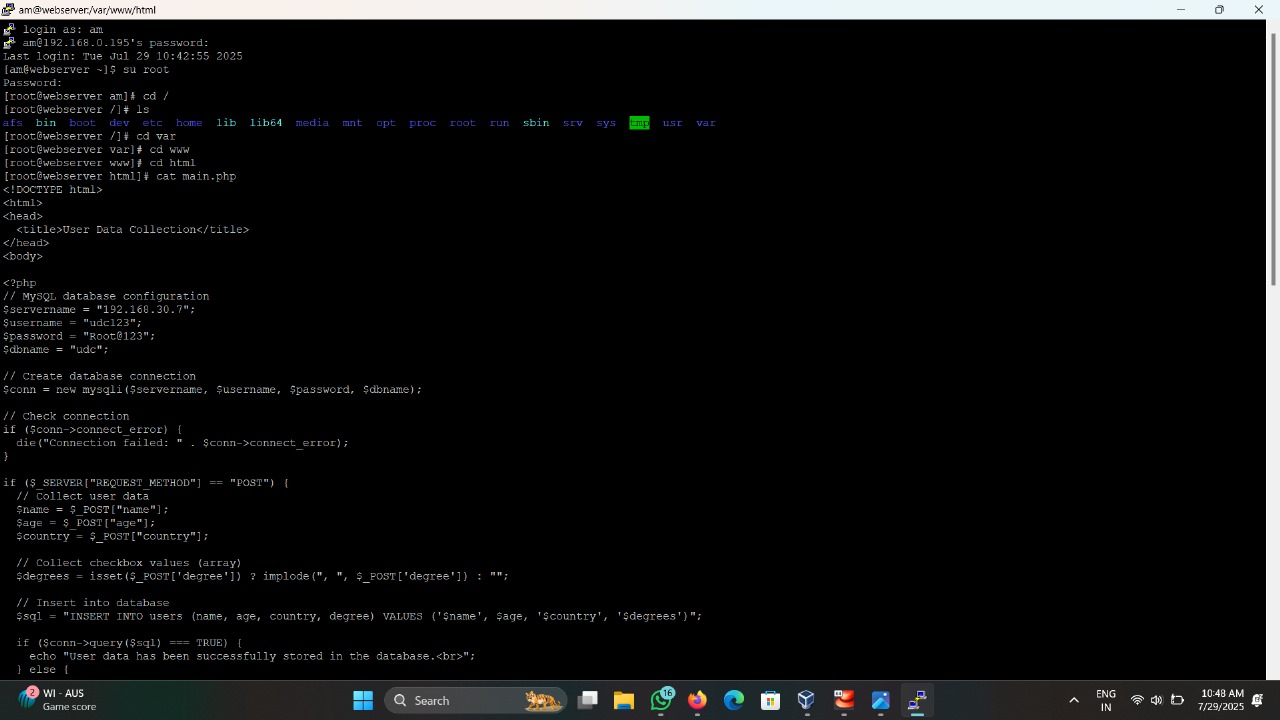 am@webserver:/var/www/html
login as: am
am@192.168.0.195's password:
Last login: Tue Jul 29 10:42:55 2025
[am@webserver ~]$ su root
Password:
[root@webserver am]# cd /
[root@webserver /]# ls
afs bin boot dev etc home lib lib64 media mnt opt proc root run sbin srv sys tmp usr var
[root@webserver /]# cd var
[root@webserver var]# cd www
[root@webserver www]# cd html
[root@webserver html]# cat main.php
<!DOCTYPE html>
<html>
<head>
  <title>User Data Collection</title>
</head>
<body>
<?php
// MySQL database configuration
$servername = "192.168.30.7";
$username = "udc123";
$password = "Root@123";
$dbname = "udc";
// Create database connection
$conn = new mysqli($servername, $username, $password, $dbname);
// Check connection
if ($conn->connect_error) {
  die("Connection failed: " . $conn->connect_error);
}
if ($_SERVER["REQUEST_METHOD"] == "POST") {
  // Collect user data
  $name = $_POST["name"];
  $age = $_POST["age"];
  $country = $_POST["country"];
  // Collect checkbox values (array)
  $degrees = isset($_POST['degree']) ? implode(", ", $_POST['degree']) : "";
  // Insert into database
  $sql = "INSERT INTO users (name, age, country, degree) VALUES ('$name', $age, '$country', '$degrees')";
  if ($conn->query($sql) === TRUE) {
    echo "User data has been successfully stored in the database.<br>";
  } else {
2
WI - AUS
Game score
Search
16
ENG
IN
10:48 AM
7/29/2025